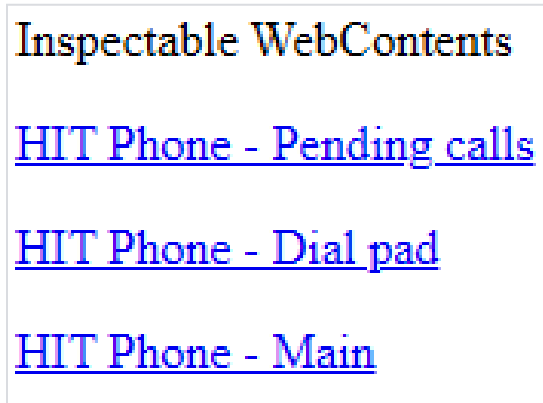 Inspectable WebContents
HIT Phone - Pending calls
HIT Phone - Dial pad
HIT Phone - Main